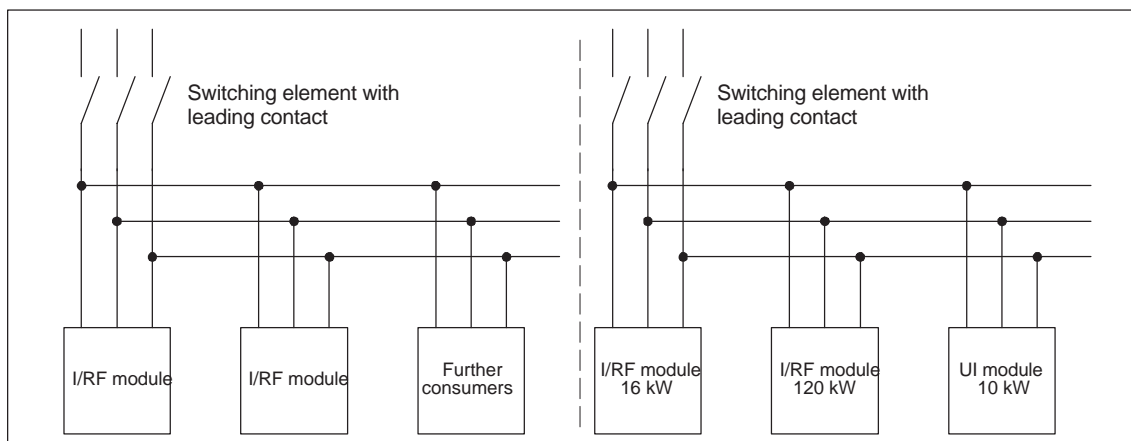 Switching element with
leading contact
I/RF module
I/RF module
Further
consumers
Switching element with
leading contact
I/RF module
16 kW
I/RF module
120 kW
UI module
10 kW